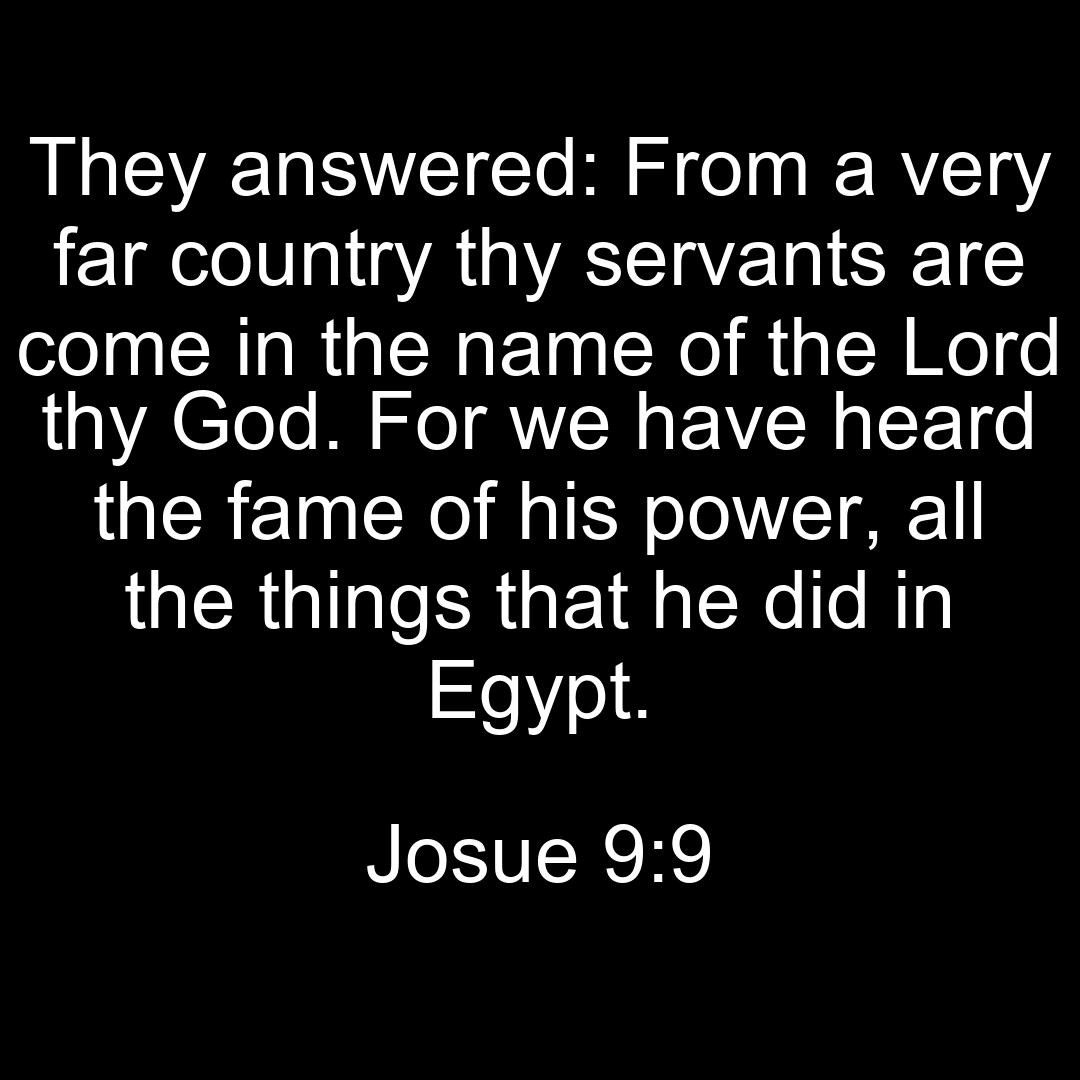 They answered: From a very
far country thy servants are
come in the name of the Lord
thy God. For we have heard
the fame of his power, all
the things that he did in
Egypt.
Josue 9:9